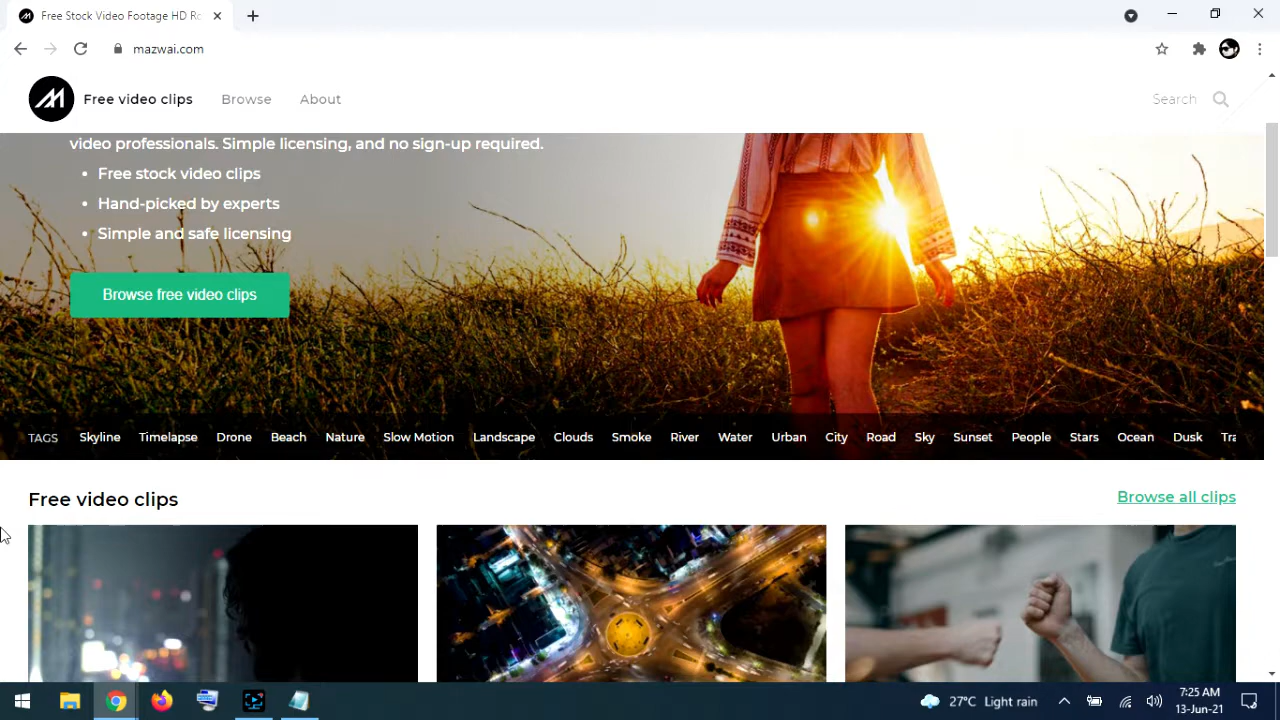 Free Stock Video Footage HD Ro
mazwai.com
Free video clips Browse About Search
video professionals. Simple licensing, and no sign-up required.
• Free stock video clips
• Hand-picked by experts
• Simple and safe licensing
Browse free video clips
TAGS Skyline Timelapse Drone Beach Nature Slow Motion Landscape Clouds Smoke River Water Urban City Road Sky Sunset People Stars Ocean Dusk Tra
Free video clips Browse all clips
27°C Light rain
7:25 AM
13-Jun-21